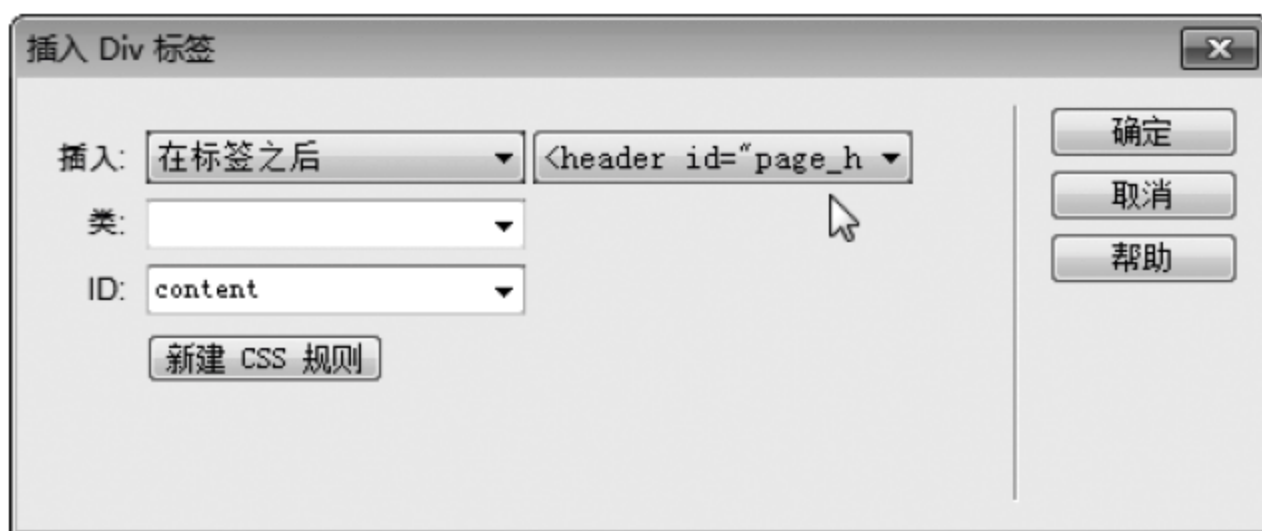 插入 Div 标签
插入: 在标签之后 <header id="page_h 确定
类: 取消
ID: content 帮助
新建 CSS 规则